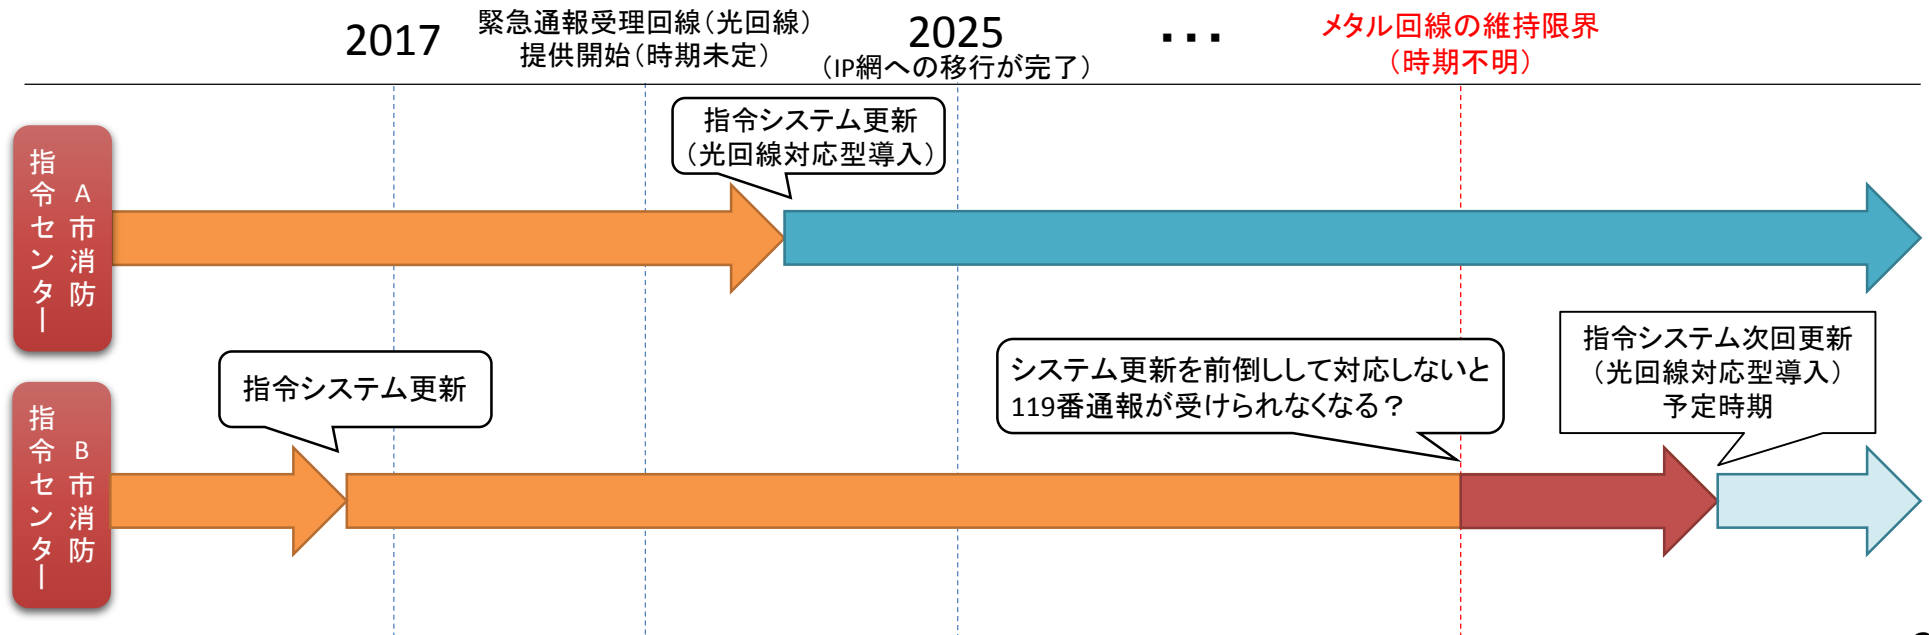 2017
緊急通報受理回線(光回線)
提供開始(時期未定)
2025
(IP網への移行が完了)
・・・
メタル回線の維持限界
(時期不明)
指令システム更新
(光回線対応型導入)
A市消防
指令センター
指令システム更新
システム更新を前倒しして対応しないと
119番通報が受けられなくなる?
指令システム次回更新
(光回線対応型導入)
予定時期
B市消防
指令センター